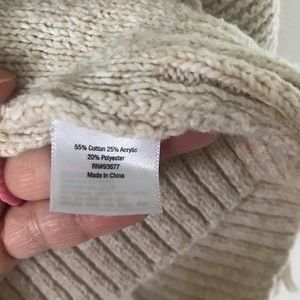 55% Cotton 25% Acrylic
20% Polyester
RN#93677
Made in China